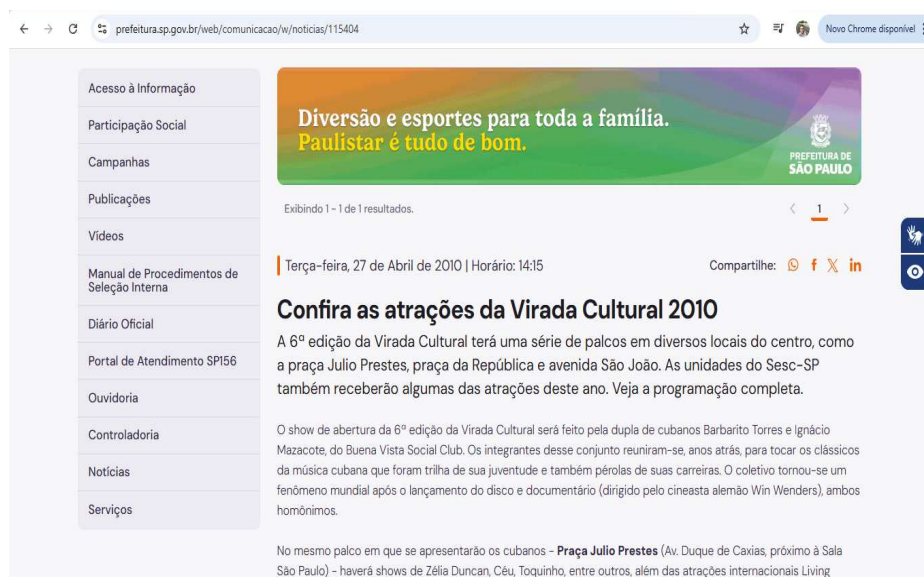 prefeitura.sp.gov.br/web/comunicacao/w/noticias/115404
Novo Chrome disponível
Acesso à Informação
Participação Social
Campanhas
Publicações
Vídeos
Manual de Procedimentos de
Seleção Interna
Diário Oficial
Portal de Atendimento SP156
Ouvidoria
Controladoria
Notícias
Serviços
Diversão e esportes para toda a família.
Paulistar é tudo de bom.
PREFEITURA DE
SÃO PAULO
Exibindo 1 - 1 de 1 resultados.
1
Terça-feira, 27 de Abril de 2010 | Horário: 14:15
Compartilhe:
Confira as atrações da Virada Cultural 2010
A 6ª edição da Virada Cultural terá uma série de palcos em diversos locais do centro, como
a praça Julio Prestes, praça da República e avenida São João. As unidades do Sesc-SP
também receberão algumas das atrações deste ano. Veja a programação completa.
O show de abertura da 6ª edição da Virada Cultural será feito pela dupla de cubanos Barbarito Torres e Ignácio
Mazacote, do Buena Vista Social Club. Os integrantes desse conjunto reuniram-se, anos atrás, para tocar os clássicos
da música cubana que foram trilha de sua juventude e também pérolas de suas carreiras. O coletivo tornou-se um
fenômeno mundial após o lançamento do disco e documentário (dirigido pelo cineasta alemão Win Wenders), ambos
homônimos.
No mesmo palco em que se apresentarão os cubanos - Praça Julio Prestes (Av. Duque de Caxias, próximo à Sala
São Paulo) - haverá shows de Zélia Duncan, Céu, Toquinho, entre outros, além das atrações internacionais Living